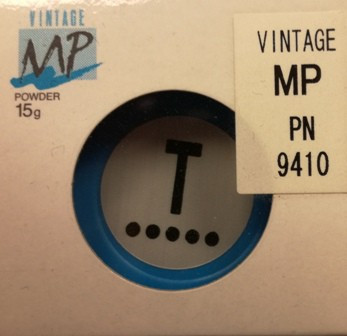 VINTAGE
MP
POWDER
15g
T
•••••
VINTAGE
MP
PN
9410